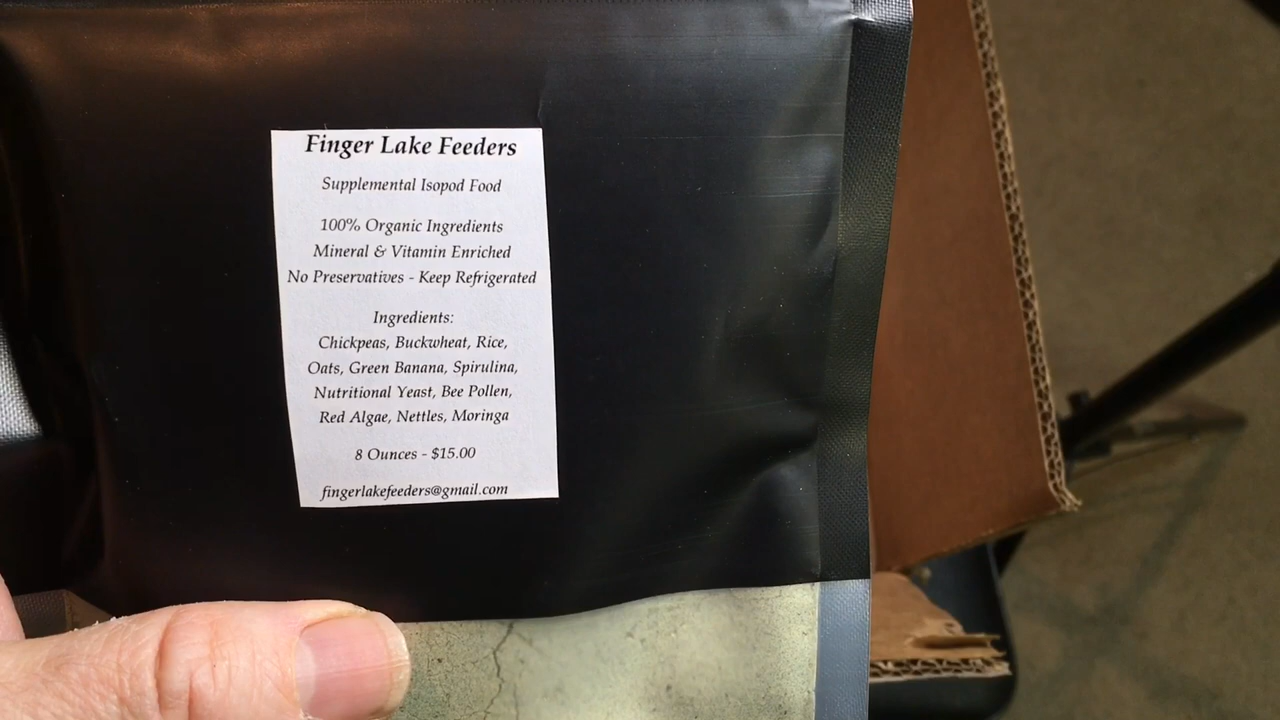 Finger Lake Feeders
Supplemental Isopod Food
100% Organic Ingredients
Mineral & Vitamin Enriched
No Preservatives - Keep Refrigerated
Ingredients:
Chickpeas, Buckwheat, Rice,
Oats, Green Banana, Spirulina,
Nutritional Yeast, Bee Pollen,
Red Algae, Nettles, Moringa
8 Ounces - $15.00
fingerlakefeeders@gmail.com